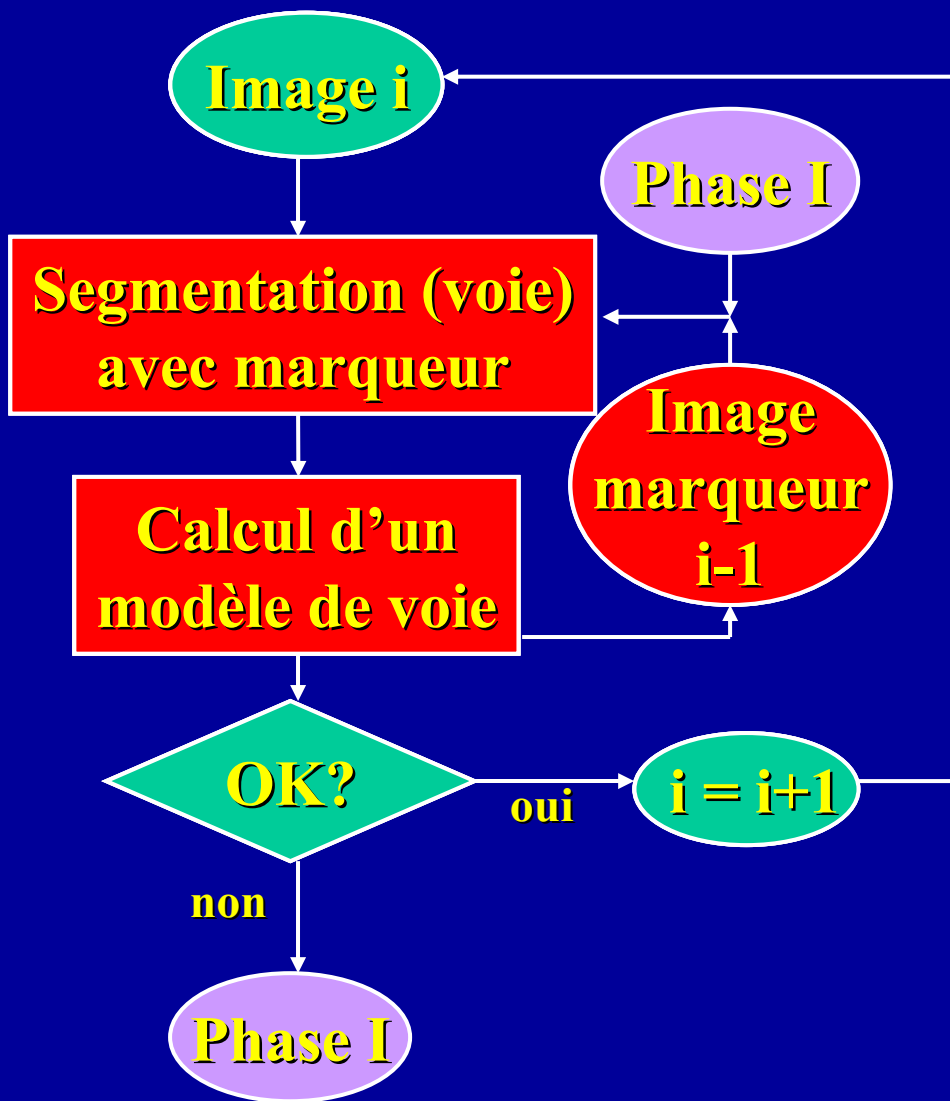 Image i
Phase I
Segmentation (voie)
avec marqueur
Image
marqueur
i-1
Calcul d’un
modèle de voie
OK?
oui
i = i+1
non
Phase I